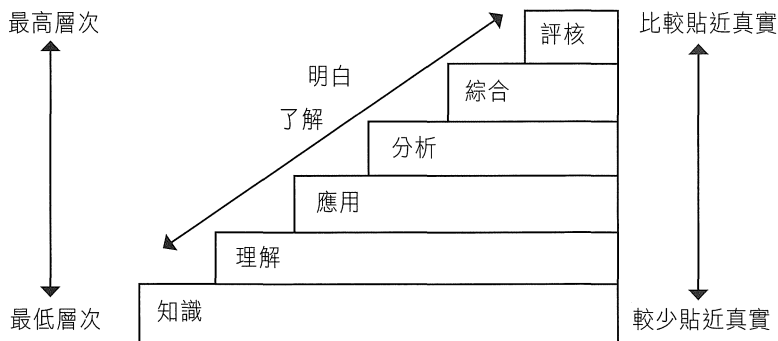 最高層次
比較貼近真實
評核
明白
綜合
了解
分析
應用
理解
知識
最低層次
較少貼近真實